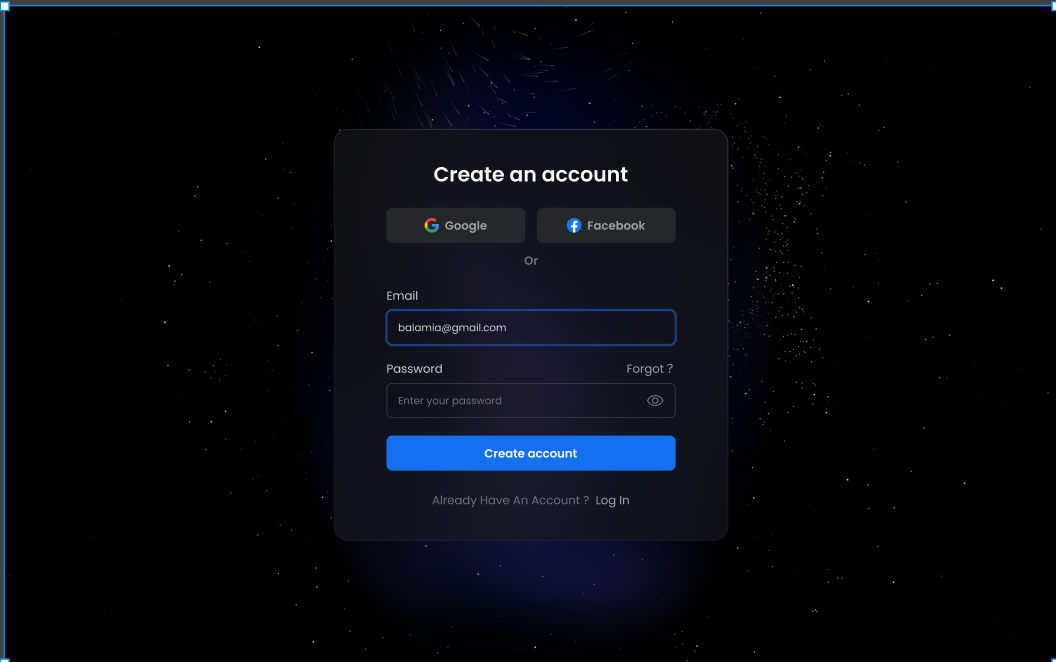 Create an account
Google Facebook
Or
Email
balamia@gmail.com
Password Forgot ?
Enter your password
Create account
Already Have An Account ? Log In